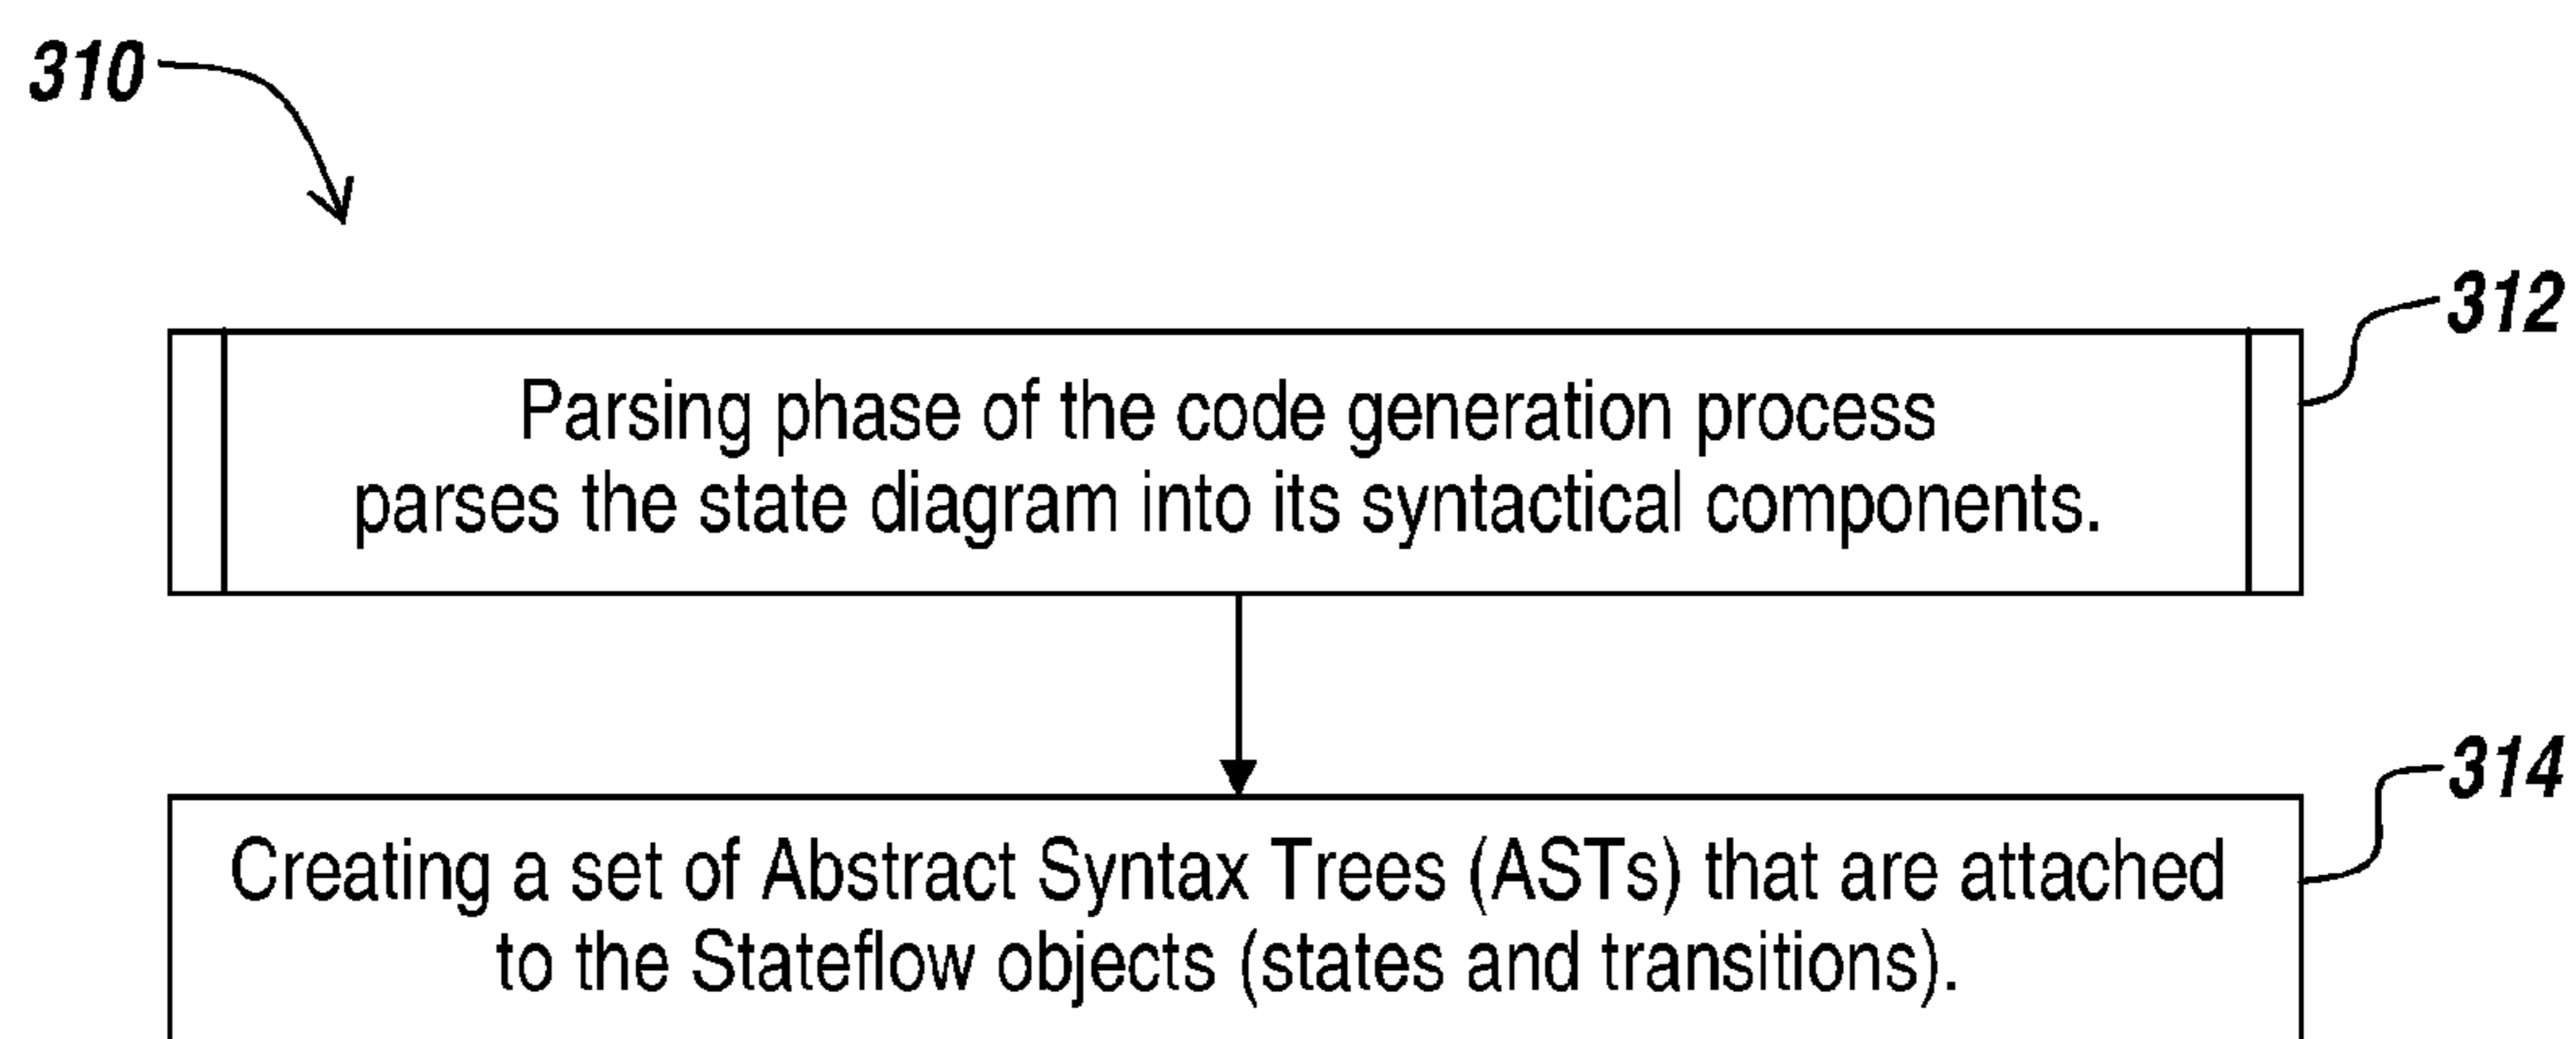 310
312
Parsing phase of the code generation process
parses the state diagram into its syntactical components.
314
Creating a set of Abstract Syntax Trees (ASTs) that are attached
to the Stateflow objects (states and transitions).